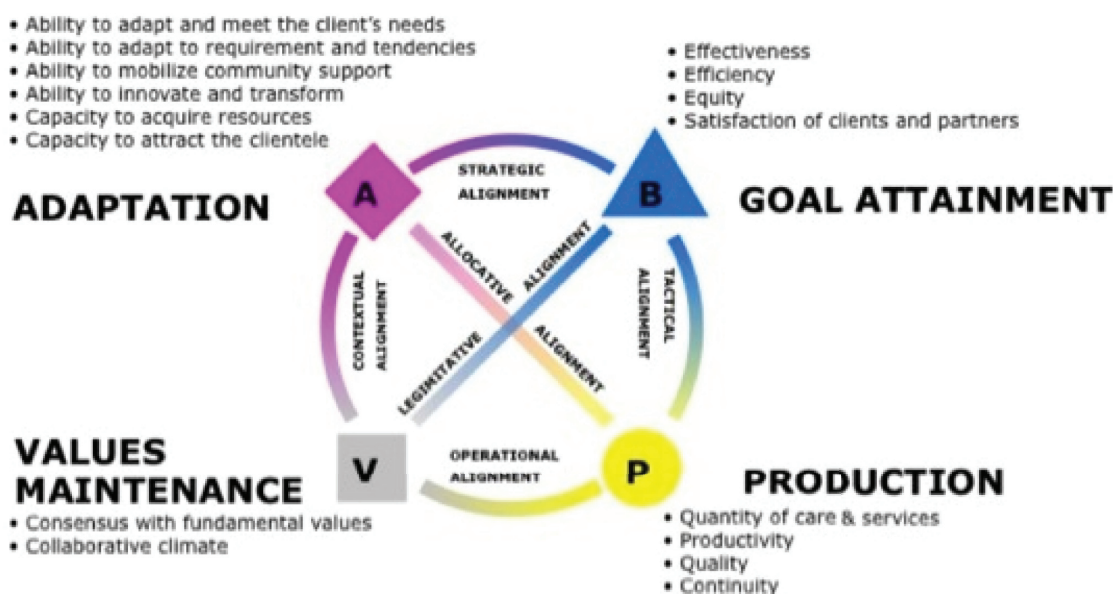 • Ability to adapt and meet the client's needs
• Ability to adapt to requirement and tendencies
• Ability to mobilize community support
• Ability to innovate and transform
• Capacity to acquire resources
• Capacity to attract the clientele
• Effectiveness
• Efficiency
• Equity
• Satisfaction of clients and partners
ADAPTATION
A
STRATEGIC
ALIGNMENT
B
GOAL ATTAINMENT
CONTEXTUAL
ALIGNMENT
ALLOCATIVE ALIGNMENT
LEGIMITATIVE ALIGNMENT
TACTICAL
ALIGNMENT
VALUES
MAINTENANCE
• Consensus with fundamental values
• Collaborative climate
V
OPERATIONAL
ALIGNMENT
P
PRODUCTION
• Quantity of care & services
• Productivity
• Quality
• Continuity